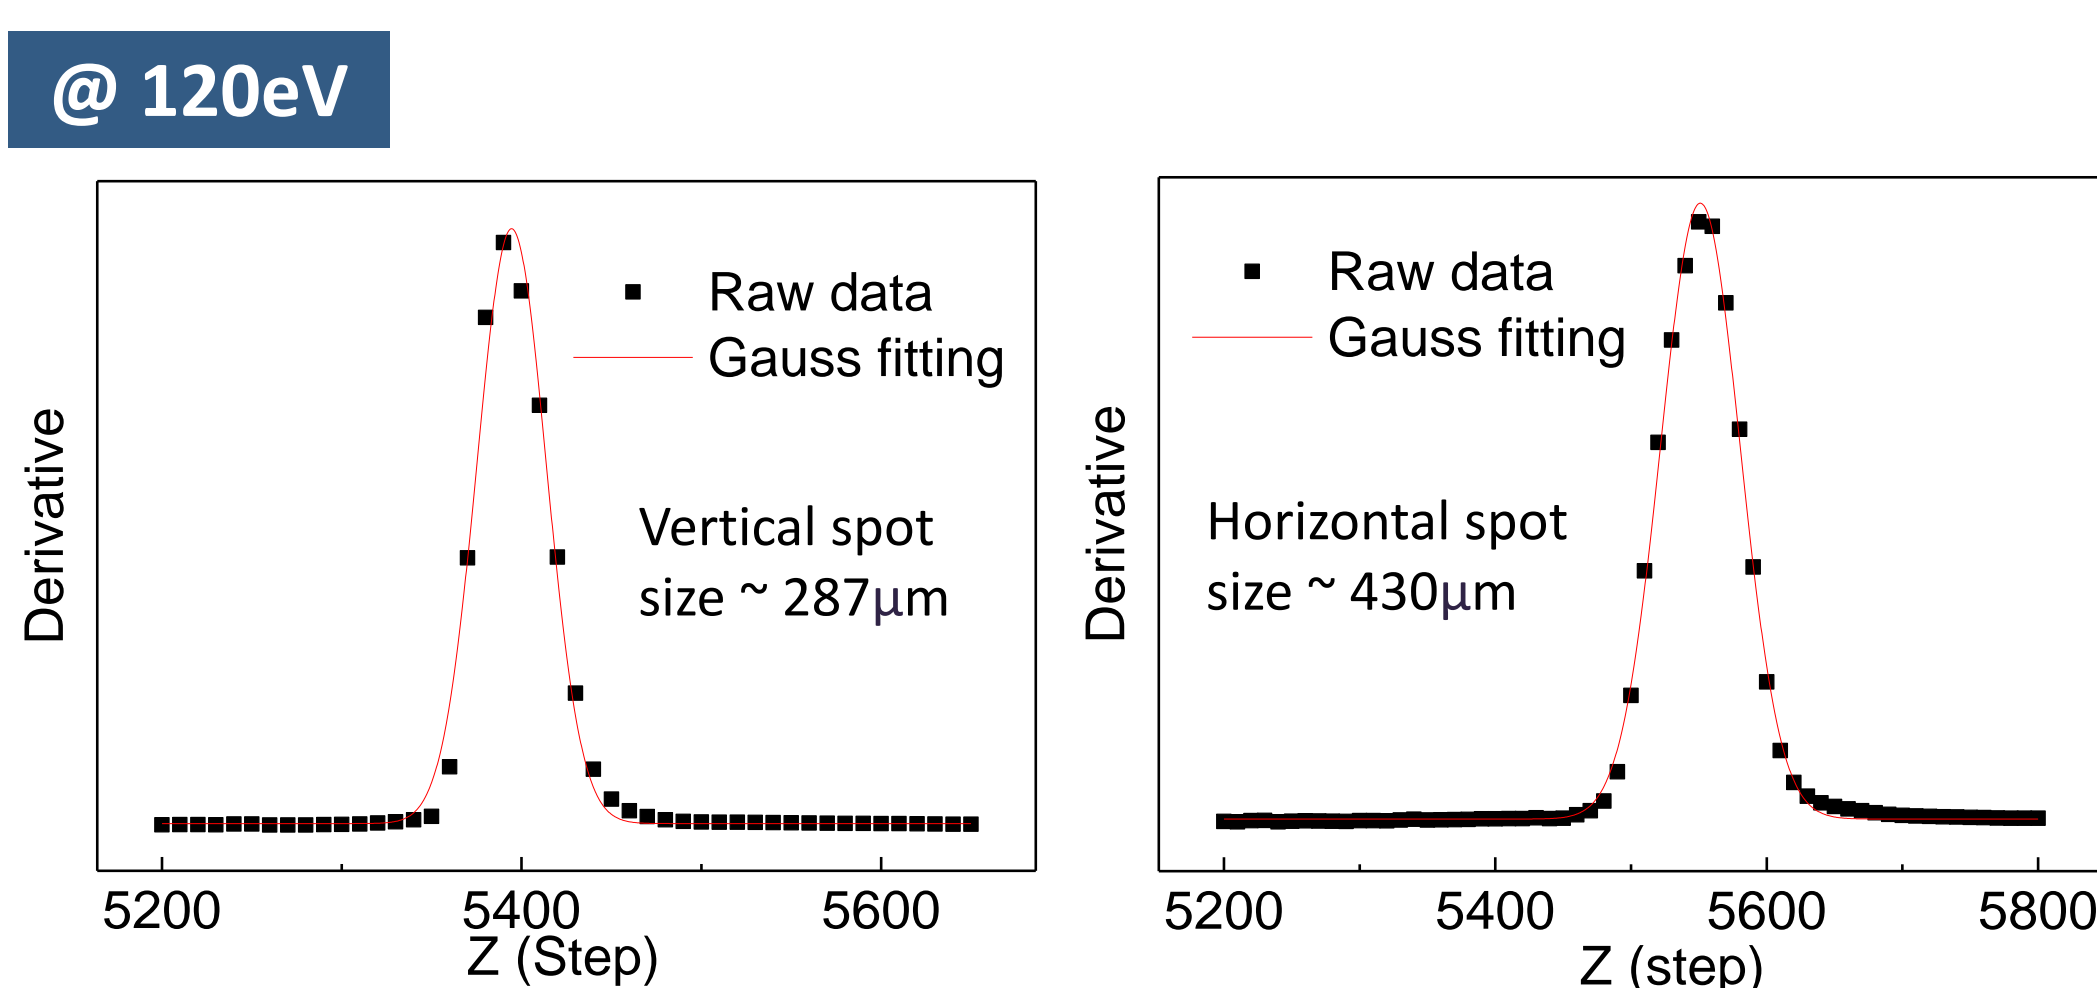 @ 120eV
Derivative
Raw data
Gauss fitting
Vertical spot
size ~ 287μm
5200 5400 5600
Z (Step)
Derivative
Raw data
Gauss fitting
Horizontal spot
size ~ 430μm
5200 5400 5600 5800
Z (step)